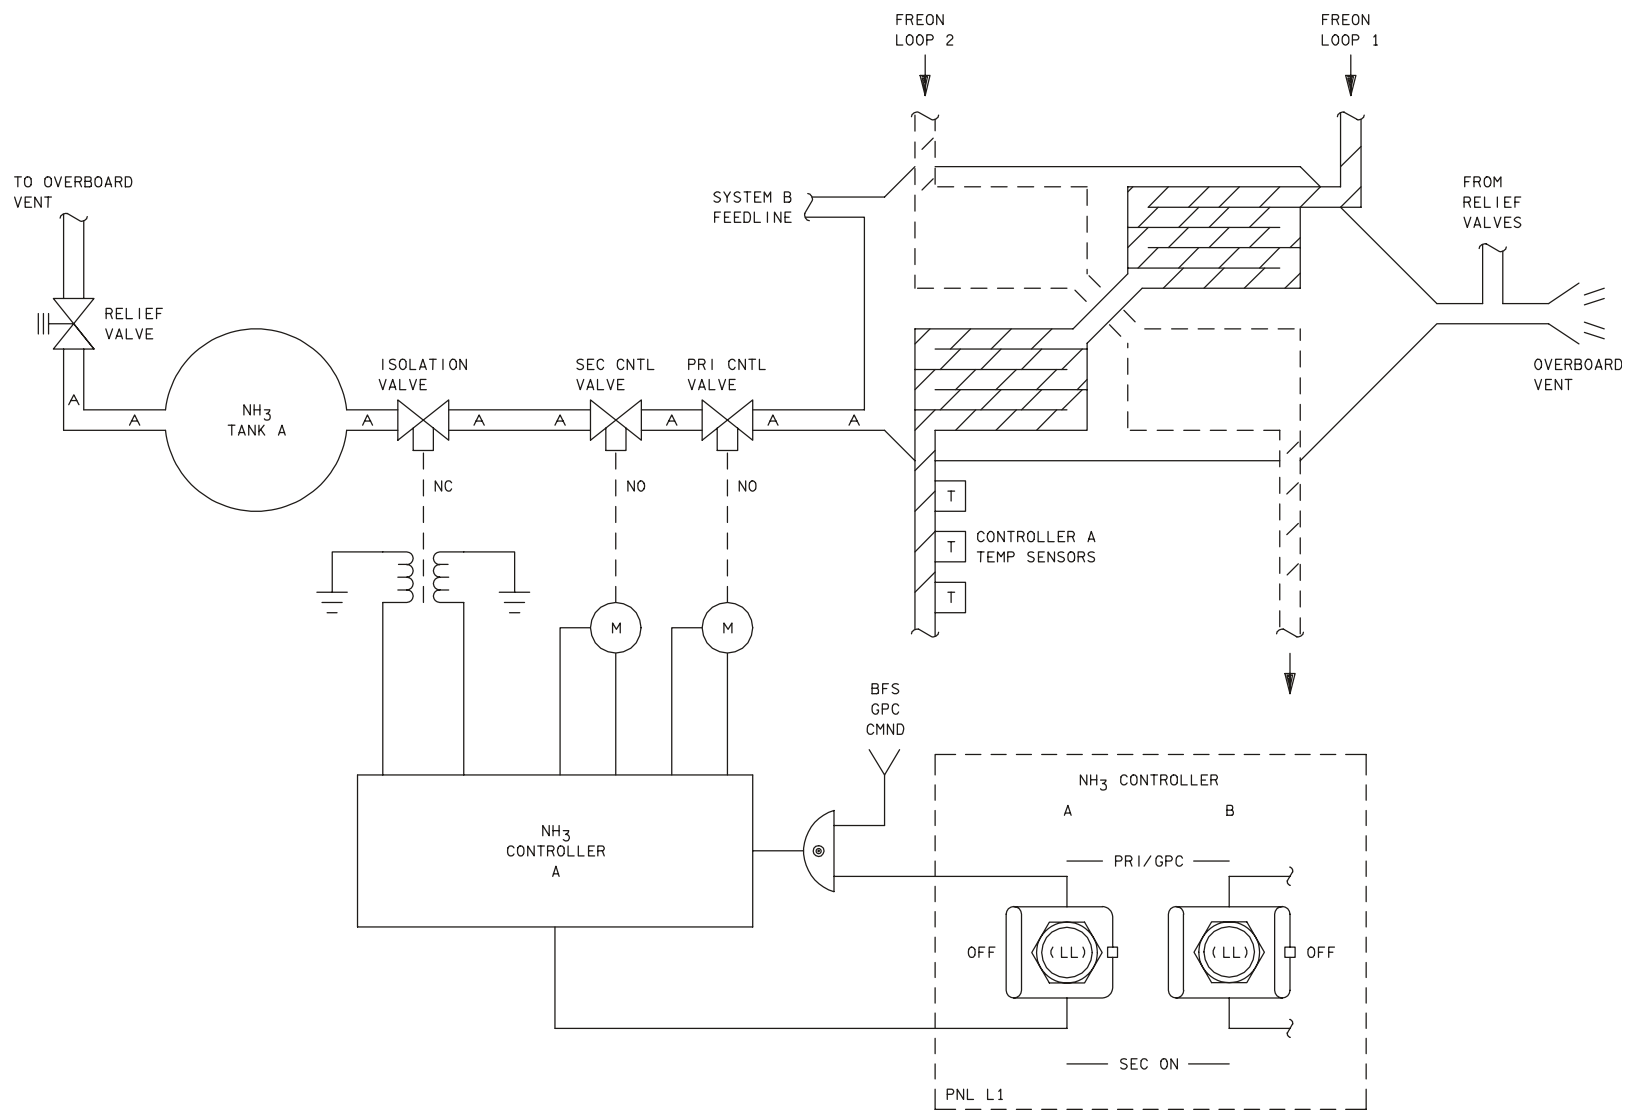 FREON
LOOP 2
FREON
LOOP 1
TO OVERBOARD
VENT
SYSTEM B
FEEDLINE
FROM
RELIEF
VALVES
RELIEF
VALVE
OVERBOARD
VENT
ISOLATION
VALVE
SEC CNTL
VALVE
PRI CNTL
VALVE
A
A
NH3
TANK A
A
A
A
A
A
A
NC
NO
NO
T
CONTROLLER A
TEMP SENSORS
T
T
M
M
BFS
GPC
CMND
NH3 CONTROLLER
A B
NH3
CONTROLLER
A
PRI/GPC
OFF
(LL)
(LL)
OFF
SEC ON
PNL L1